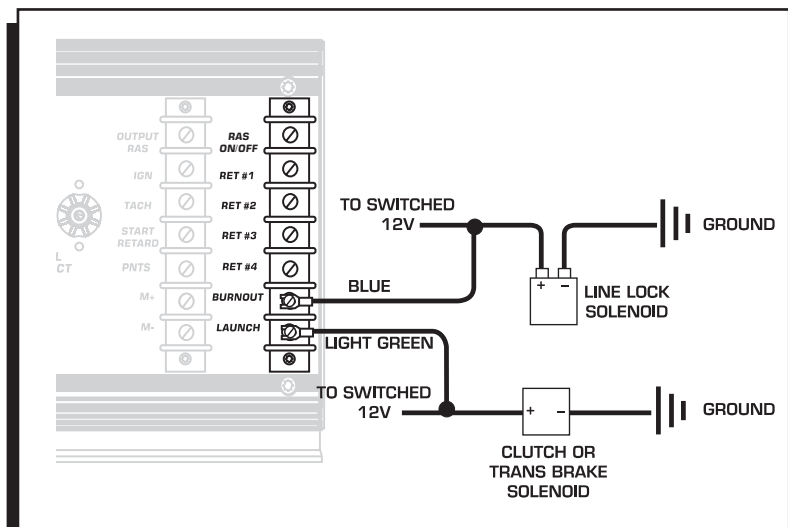 OUTPUT
RAS
IGN
TACH
START
RETARD
PNTS
M+
M-
L
CT
RAS
ON/OFF
RET #1
RET #2
RET #3
RET #4
BURNOUT
LAUNCH
TO SWITCHED
12V
BLUE
LIGHT GREEN
+ –
LINE LOCK
SOLENOID
GROUND
TO SWITCHED
12V
+ –
CLUTCH OR
TRANS BRAKE
SOLENOID
GROUND